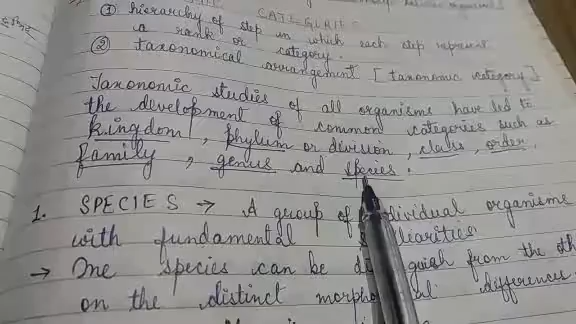 ① hierarchy of step in which each step represent
a rank or category.
② taxonomical arrangement [taxonomic category]
Taxonomic studies of all organisms have led to
the development of common categories such as
kingdom, phylum or division, class, order,
family, genus and species.
1. SPECIES → A group of individual organisms
with fundamental
→ One species can be from the
on the distinct differences